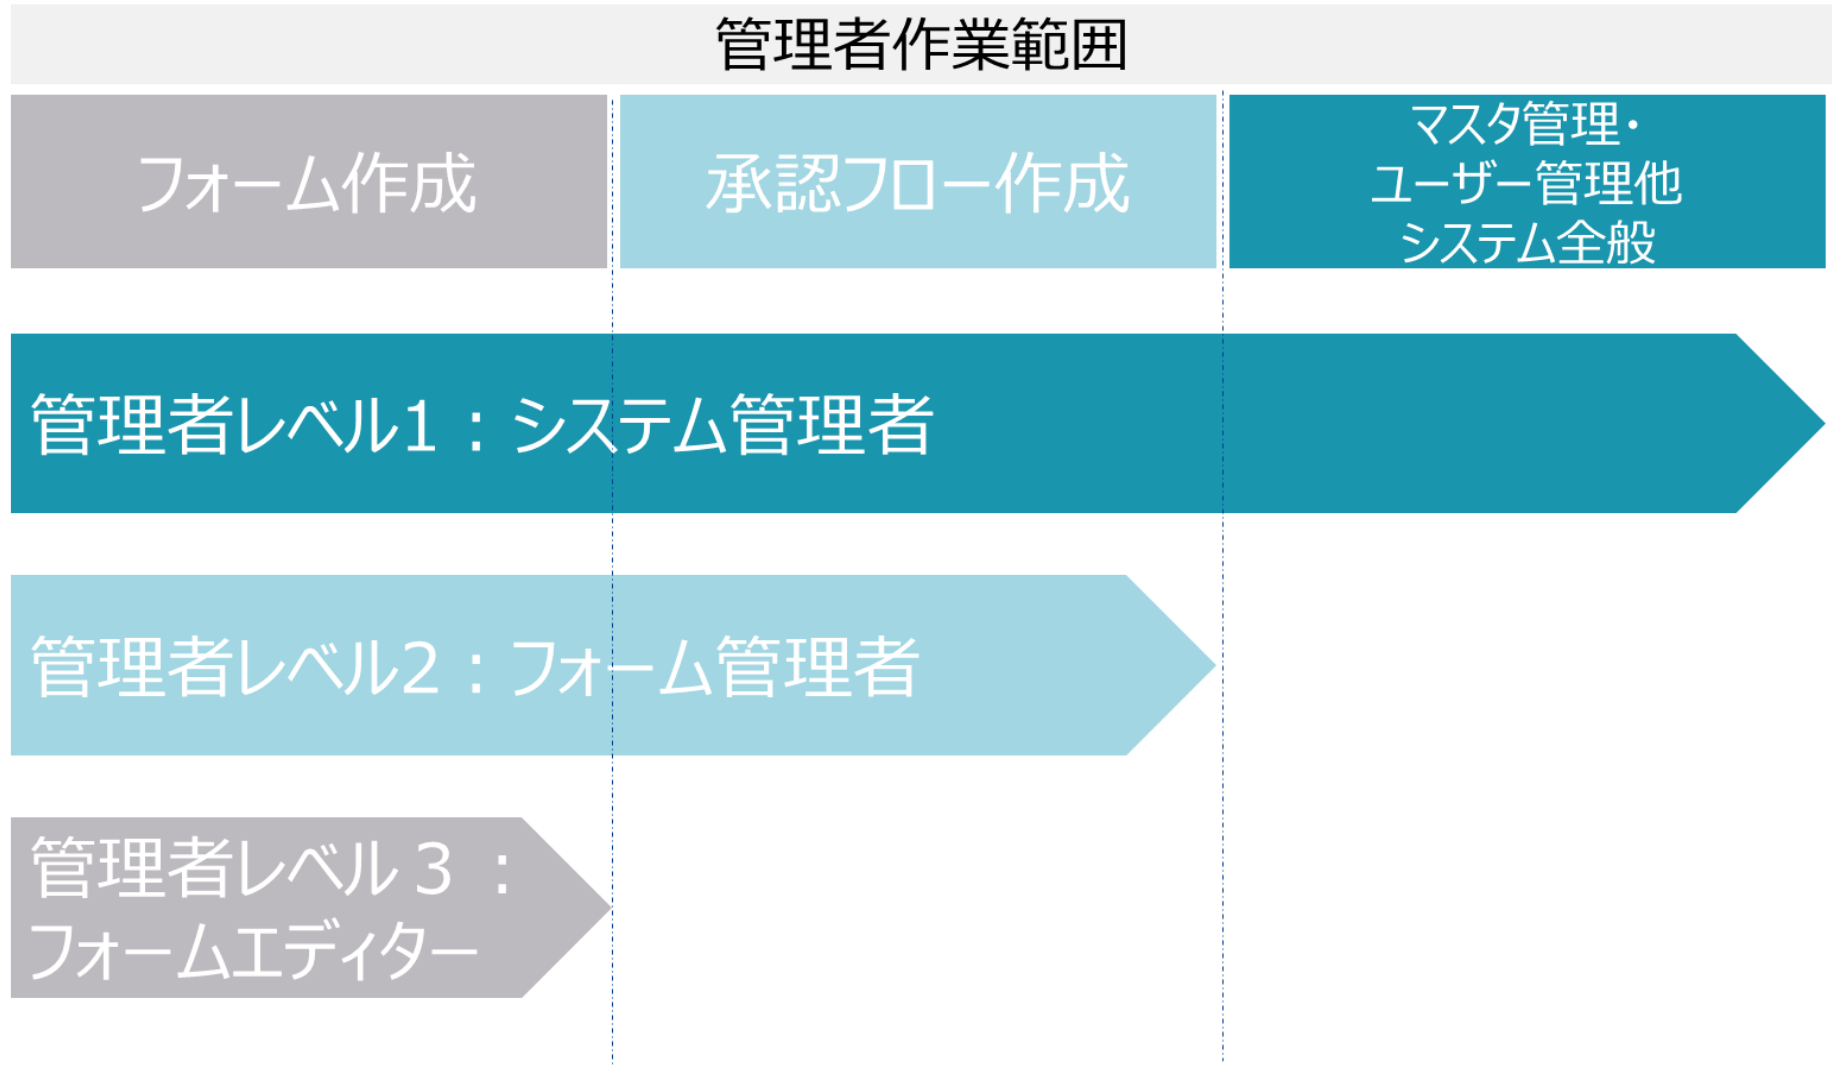 管理者作業範囲
フォーム作成
承認フロー作成
マスタ管理・
ユーザー管理他
システム全般
管理者レベル1：システム管理者
管理者レベル2：フォーム管理者
管理者レベル３：
フォームエディター